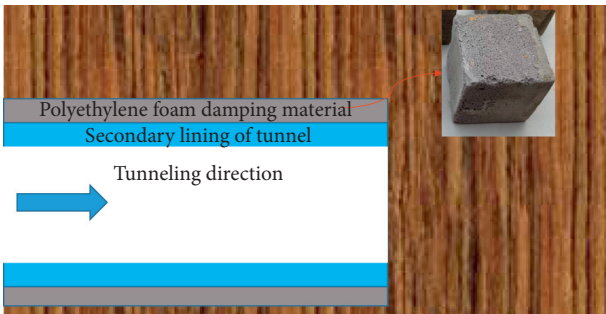 Polyethylene foam damping material
Secondary lining of tunnel
Tunneling direction